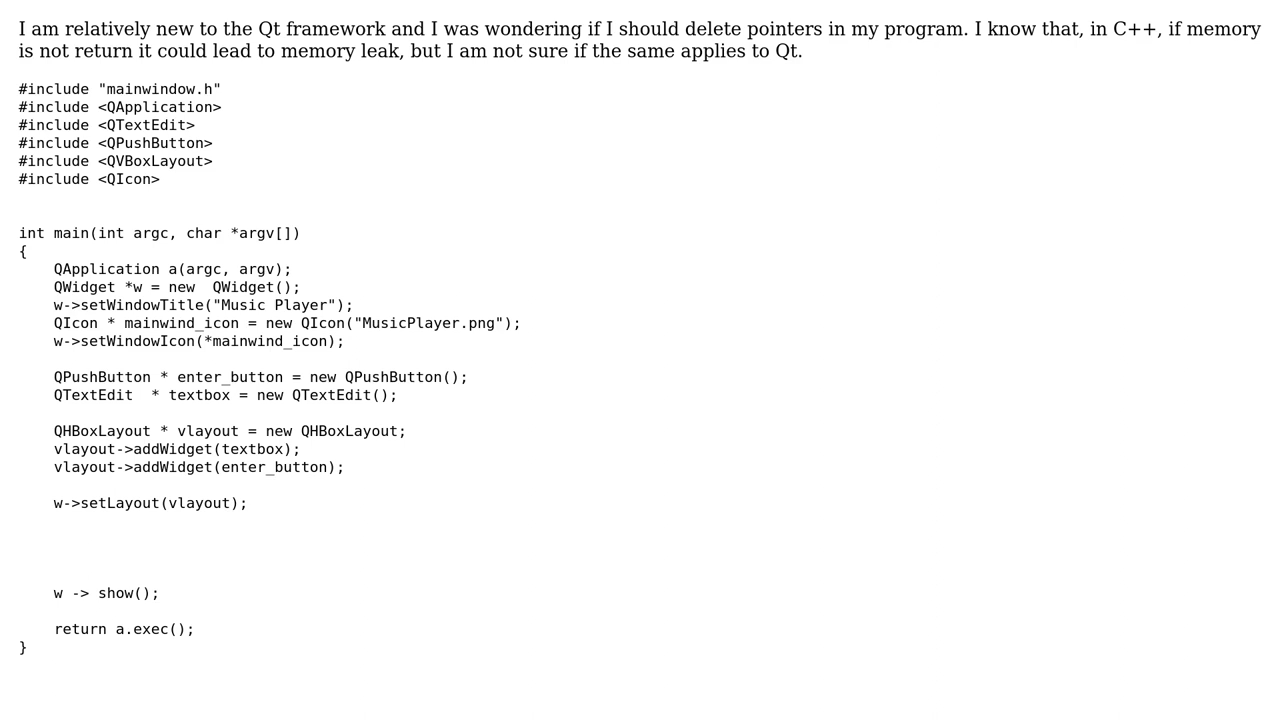 I am relatively new to the Qt framework and I was wondering if I should delete pointers in my program. I know that, in C++, if memory
is not return it could lead to memory leak, but I am not sure if the same applies to Qt.
#include "mainwindow.h"
#include <QApplication>
#include <QTextEdit>
#include <QPushButton>
#include <QVBoxLayout>
#include <QIcon>
int main(int argc, char *argv[])
{
    QApplication a(argc, argv);
    QWidget *w = new  QWidget();
    w->setWindowTitle("Music Player");
    QIcon * mainwind_icon = new QIcon("MusicPlayer.png");
    w->setWindowIcon(*mainwind_icon);
    QPushButton * enter_button = new QPushButton();
    QTextEdit  * textbox = new QTextEdit();
    QHBoxLayout * vlayout = new QHBoxLayout;
    vlayout->addWidget(textbox);
    vlayout->addWidget(enter_button);
    w->setLayout(vlayout);
    w -> show();
    return a.exec();
}